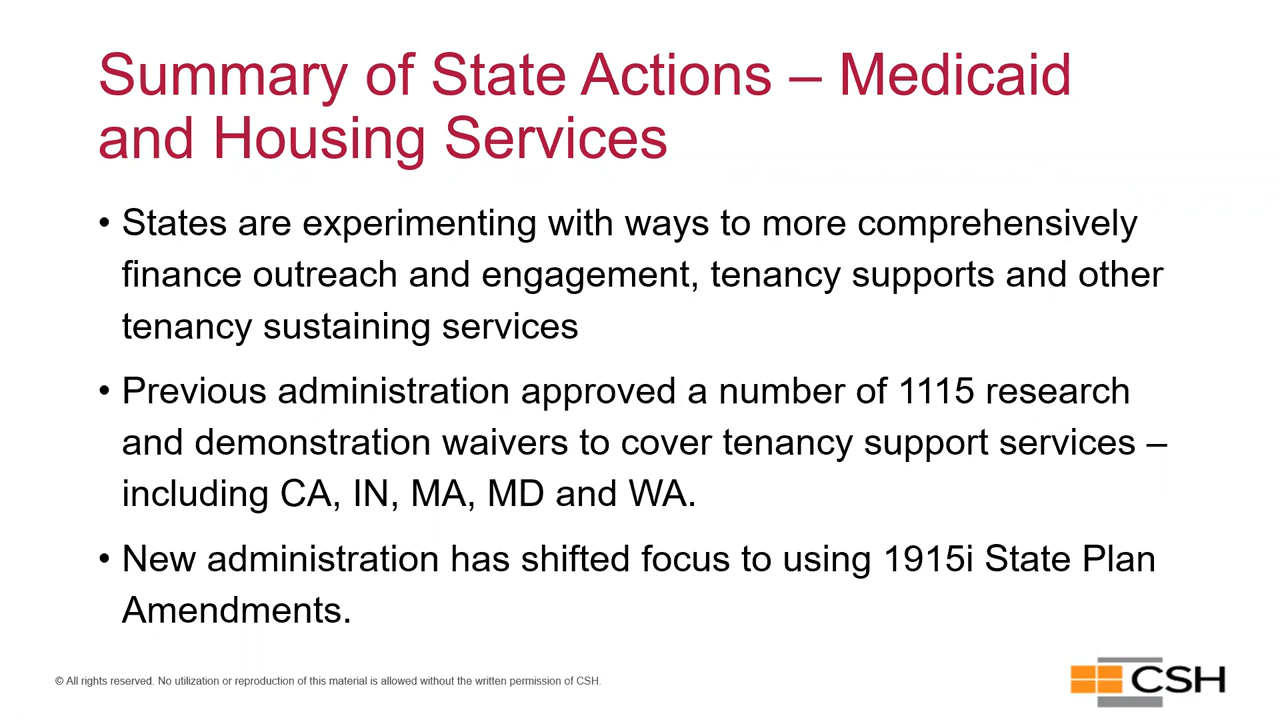 Summary of State Actions – Medicaid
and Housing Services
• States are experimenting with ways to more comprehensively
finance outreach and engagement, tenancy supports and other
tenancy sustaining services
• Previous administration approved a number of 1115 research
and demonstration waivers to cover tenancy support services –
including CA, IN, MA, MD and WA.
• New administration has shifted focus to using 1915i State Plan
Amendments.
© All rights reserved. No utilization or reproduction of this material is allowed without the written permission of CSH.
CSH